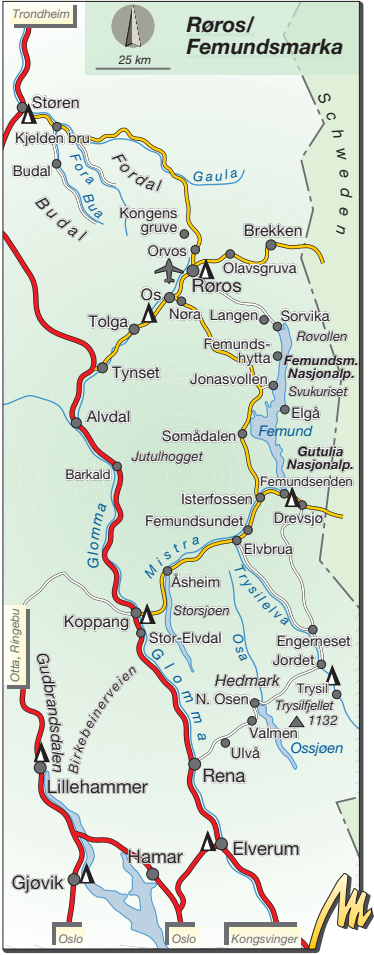 Trondheim
Røros/
Femundsmarka
25 km
Schweden
Støren
Kjelden bru
Budal
Fora
Bua
Fordal
Gaula
Budal
Kongens
gruve
Orvos
Brekken
Olavsgruva
Røros
Os
Nøra
Langen
Sorvika
Tolga
Røvollen
Femunds-
hytta
Femundsm.
Nasjonalp.
Tynset
Jonasvollen
Svukuriset
Elgå
Alvdal
Sømådalen
Femund
Jutulhogget
Gutulia
Nasjonalp.
Barkald
Femundsenden
Isterfossen
Drevsjø
Glomma
Femundsundet
Mistra
Elvbrua
Åsheim
Trysilelva
Storsjøen
Koppang
Stor-Elvdal
Osa
Engerneset
Otta, Ringebu
Jordet
Glomma
Gudbrandsdalen
Birkebeinerveien
Hedmark
Trysil
N. Osen
Trysilfjellet
1132
Valmen
Ulvå
Ossjøen
Rena
Lillehammer
Hamar
Elverum
Gjøvik
Oslo
Oslo
Kongsvinger